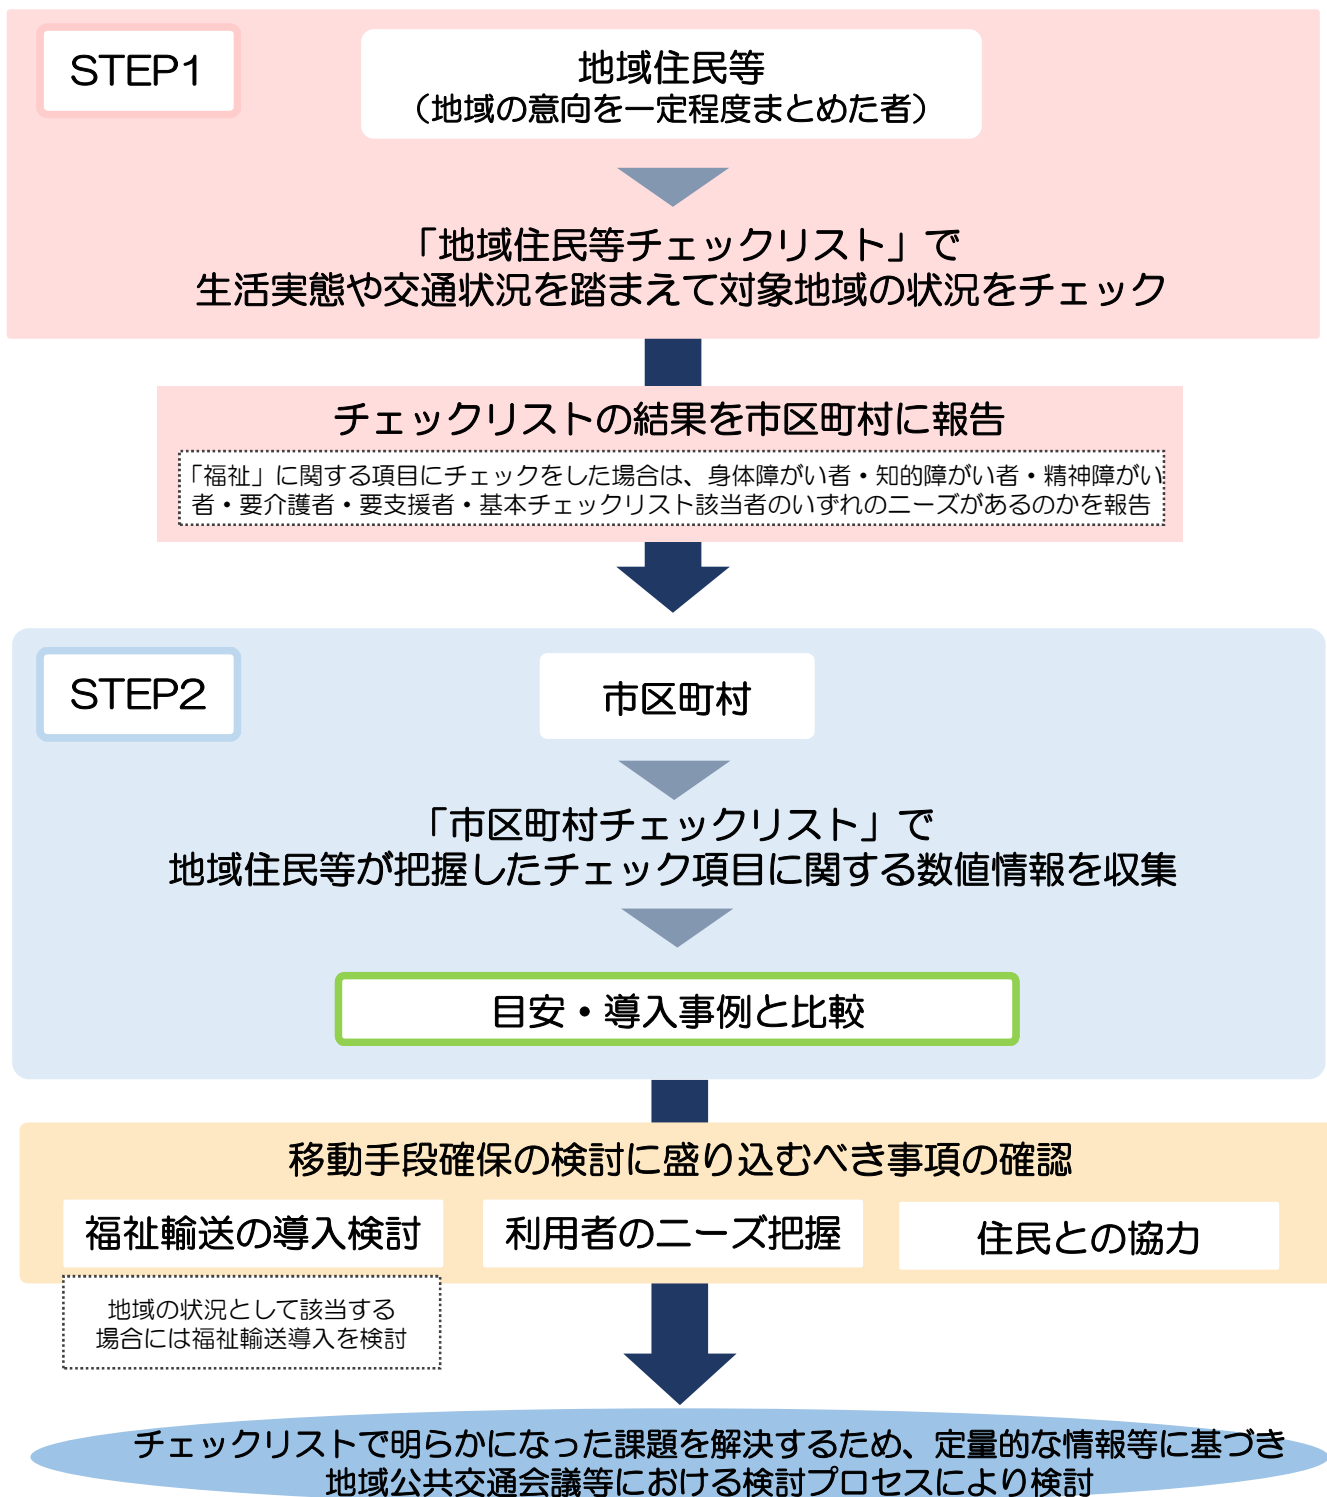 STEP1
地域住民等
（地域の意向を一定程度まとめた者）
「地域住民等チェックリスト」で
生活実態や交通状況を踏まえて対象地域の状況をチェック
チェックリストの結果を市区町村に報告
「福祉」に関する項目にチェックをした場合は、身体障がい者・知的障がい者・精神障がい
者・要介護者・要支援者・基本チェックリスト該当者のいずれのニーズがあるのかを報告
STEP2
市区町村
「市区町村チェックリスト」で
地域住民等が把握したチェック項目に関する数値情報を収集
目安・導入事例と比較
移動手段確保の検討に盛り込むべき事項の確認
福祉輸送の導入検討
利用者のニーズ把握
住民との協力
地域の状況として該当する
場合には福祉輸送導入を検討
チェックリストで明らかになった課題を解決するため、定量的な情報等に基づき
地域公共交通会議等における検討プロセスにより検討